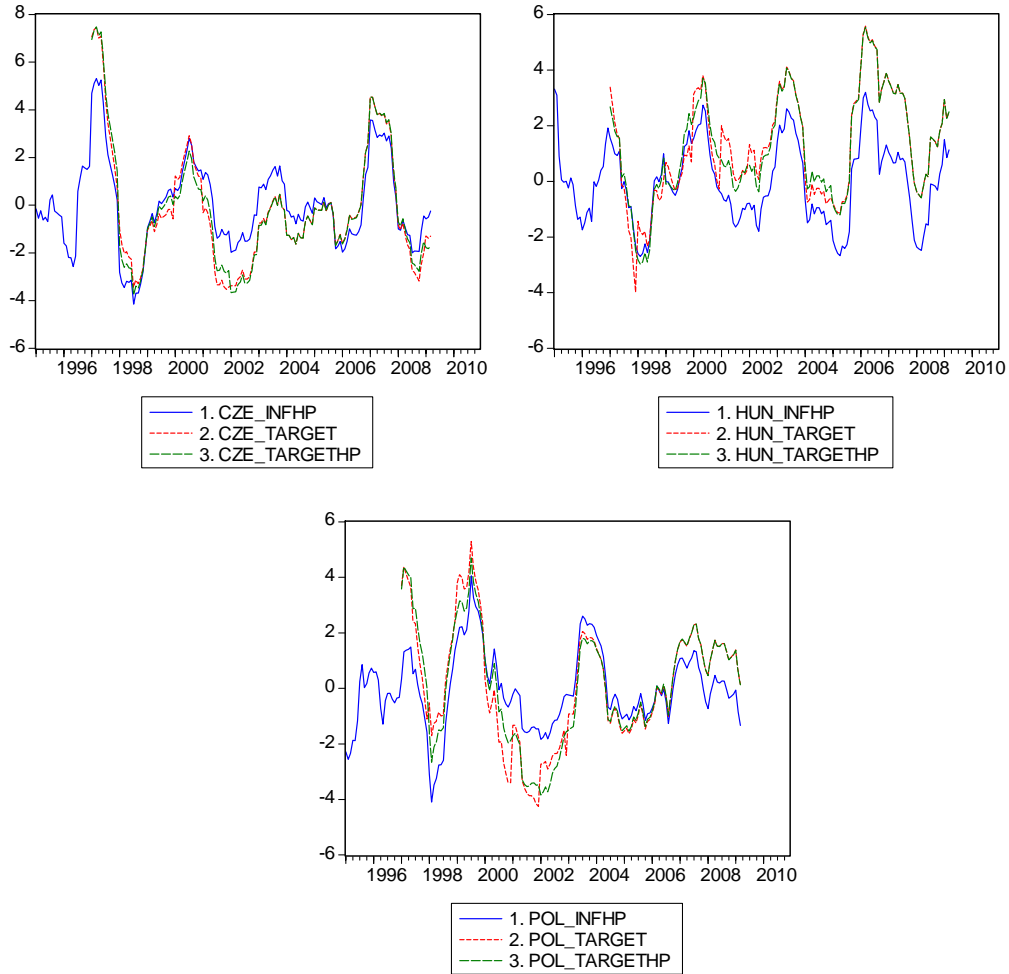 8
6
4
2
0
-2
-4
-6
1996 1998 2000 2002 2004 2006 2008 2010
1. CZE_INFHP
2. CZE_TARGET
3. CZE_TARGETHP
6
4
2
0
-2
-4
-6
1996 1998 2000 2002 2004 2006 2008 2010
1. HUN_INFHP
2. HUN_TARGET
3. HUN_TARGETHP
6
4
2
0
-2
-4
-6
1996 1998 2000 2002 2004 2006 2008 2010
1. POL_INFHP
2. POL_TARGET
3. POL_TARGETHP